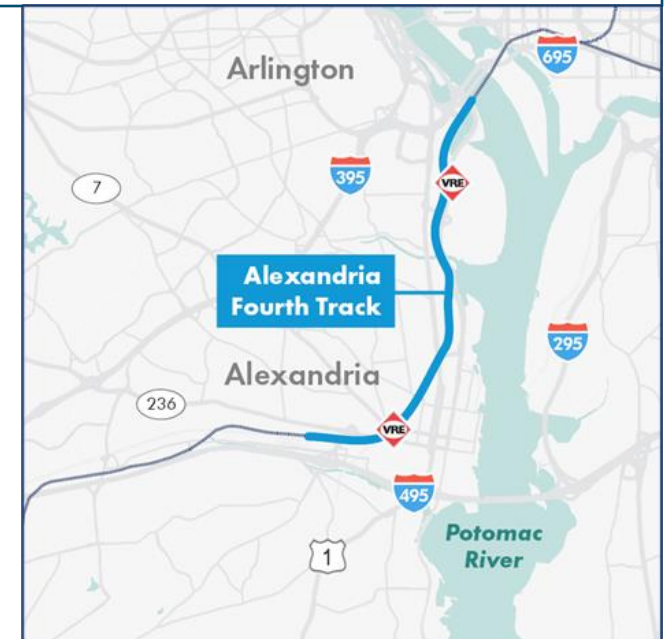 695
Arlington
395
7
VRE
Alexandria
Fourth Track
295
Alexandria
236
VRE
495
Potomac
River
1